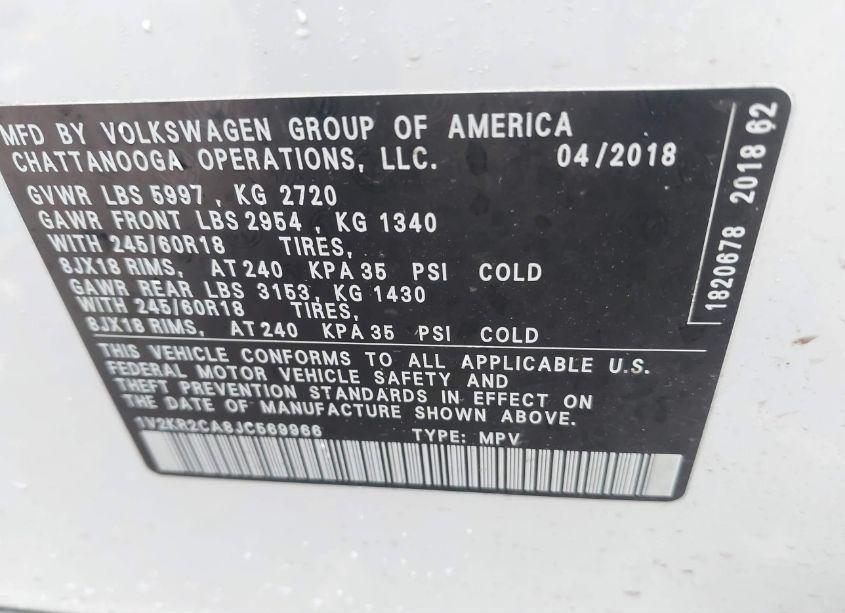 MFD BY VOLKSWAGEN GROUP OF AMERICA
CHATTANOOGA OPERATIONS, LLC. 04/2018
GVWR LBS 5997 , KG 2720
GAWR FRONT LBS 2954 , KG 1340
WITH 245/60R18 TIRES,
8JX18 RIMS, AT 240 KPA 35 PSI COLD
GAWR REAR LBS 3153, KG 1430
WITH 245/60R18 TIRES,
8JX18 RIMS, AT 240 KPA 35 PSI COLD
THIS VEHICLE CONFORMS TO ALL APPLICABLE U.S.
FEDERAL MOTOR VEHICLE SAFETY AND
THEFT PREVENTION STANDARDS IN EFFECT ON
THE DATE OF MANUFACTURE SHOWN ABOVE.
1V2KR2CA8JC569966 TYPE: MPV
1820678 2018 62